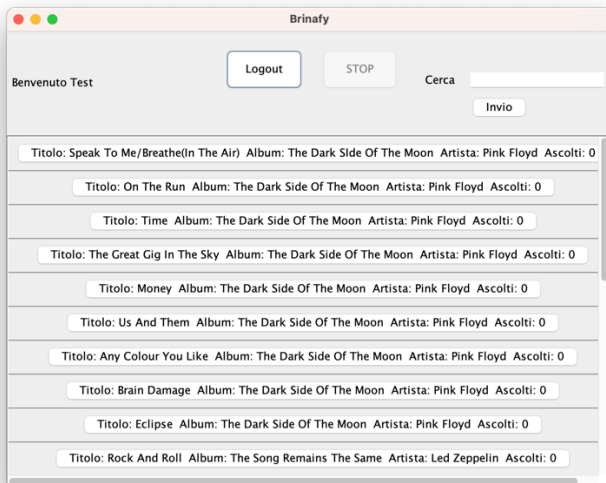 Brinafy
Benvenuto Test
Logout
STOP
Cerca
Invio
Titolo: Speak To Me/Breathe(In The Air) Album: The Dark SIde Of The Moon Artista: Pink Floyd Ascolti: 0
Titolo: On The Run Album: The Dark Side Of The Moon Artista: Pink Floyd Ascolti: 0
Titolo: Time Album: The Dark Side Of The Moon Artista: Pink Floyd Ascolti: 0
Titolo: The Great Gig In The Sky Album: The Dark Side Of The Moon Artista: Pink Floyd Ascolti: 0
Titolo: Money Album: The Dark Side Of The Moon Artista: Pink Floyd Ascolti: 0
Titolo: Us And Them Album: The Dark Side Of The Moon Artista: Pink Floyd Ascolti: 0
Titolo: Any Colour You Like Album: The Dark Side Of The Moon Artista: Pink Floyd Ascolti: 0
Titolo: Brain Damage Album: The Dark Side Of The Moon Artista: Pink Floyd Ascolti: 0
Titolo: Eclipse Album: The Dark Side Of The Moon Artista: Pink Floyd Ascolti: 0
Titolo: Rock And Roll Album: The Song Remains The Same Artista: Led Zeppelin Ascolti: 0